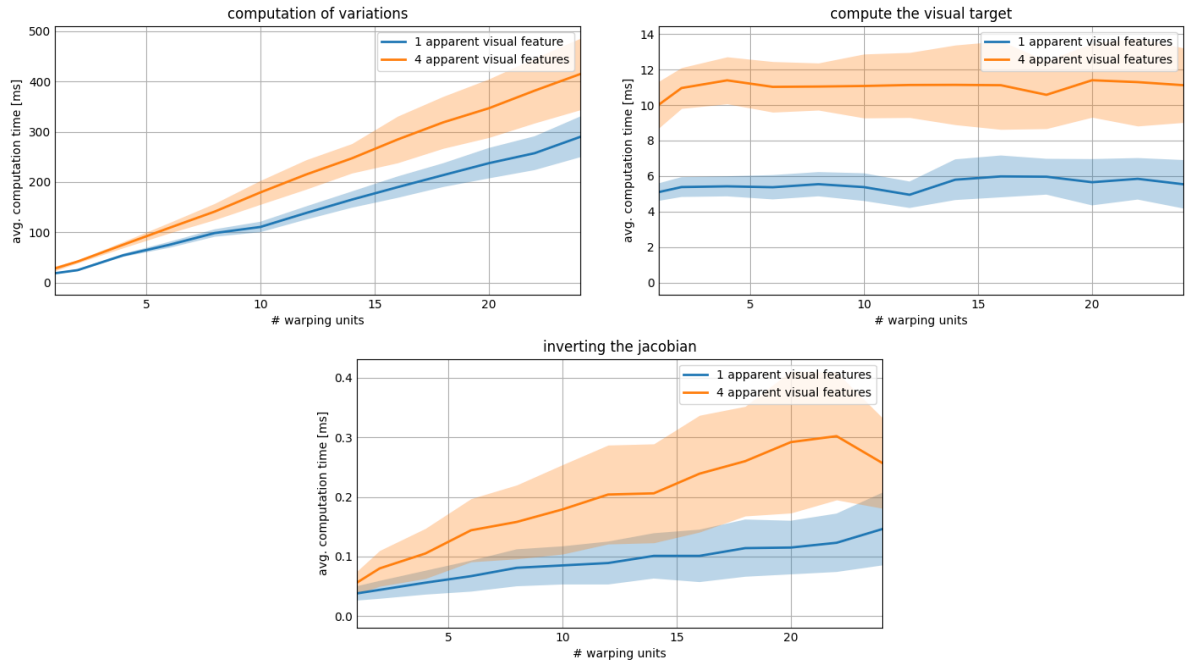 computation of variations
500
400
300
200
100
0
avg. computation time [ms]
1 apparent visual feature
4 apparent visual features
5 10 15 20
# warping units
compute the visual target
14
12
10
8
6
4
2
0
avg. computation time [ms]
1 apparent visual features
4 apparent visual features
5 10 15 20
# warping units
inverting the jacobian
0.4
0.3
0.2
0.1
0.0
avg. computation time [ms]
1 apparent visual features
4 apparent visual features
5 10 15 20
# warping units